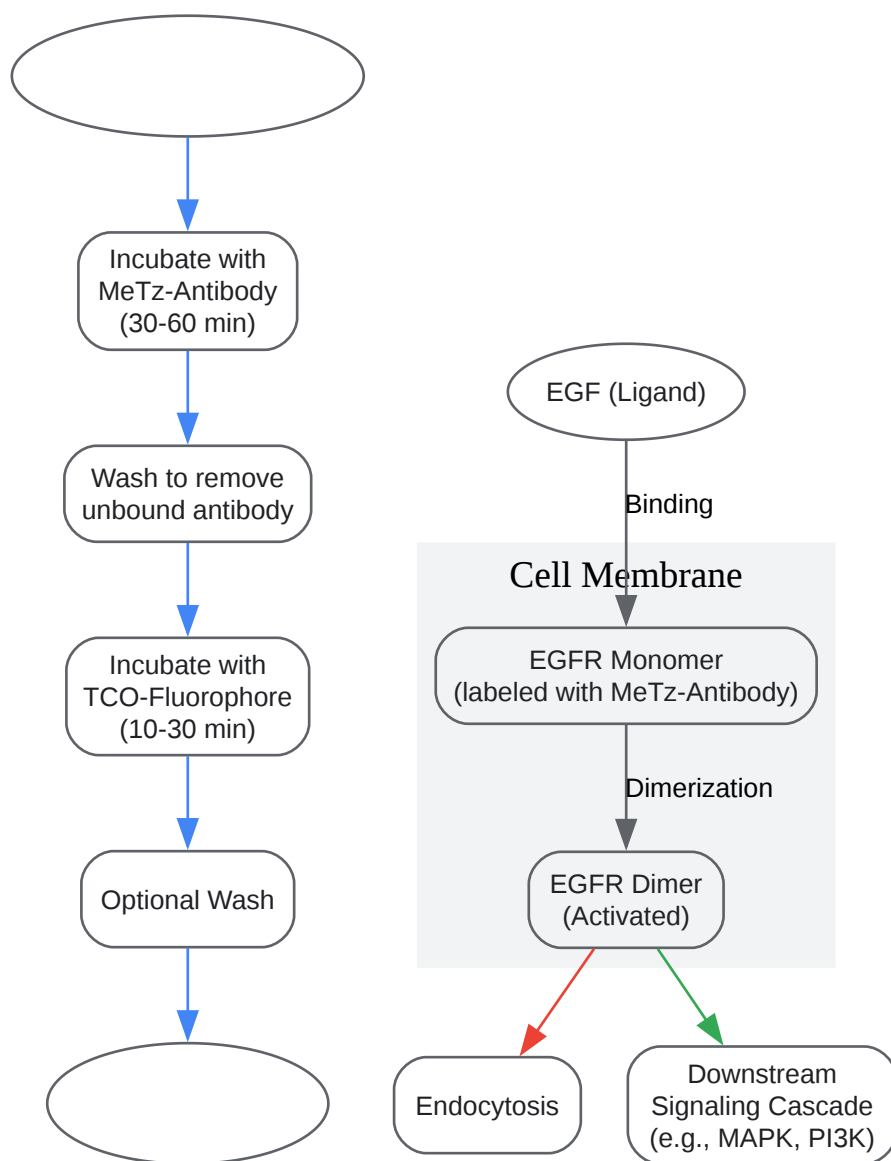 Incubate with
MeTz-Antibody
(30-60 min)
Wash to remove
unbound antibody
Incubate with
TCO-Fluorophore
(10-30 min)
Optional Wash
EGF (Ligand)
Binding
Cell Membrane
EGFR Monomer
(labeled with MeTz-Antibody)
Dimerization
EGFR Dimer
(Activated)
Endocytosis
Downstream
Signaling Cascade
(e.g., MAPK, PI3K)